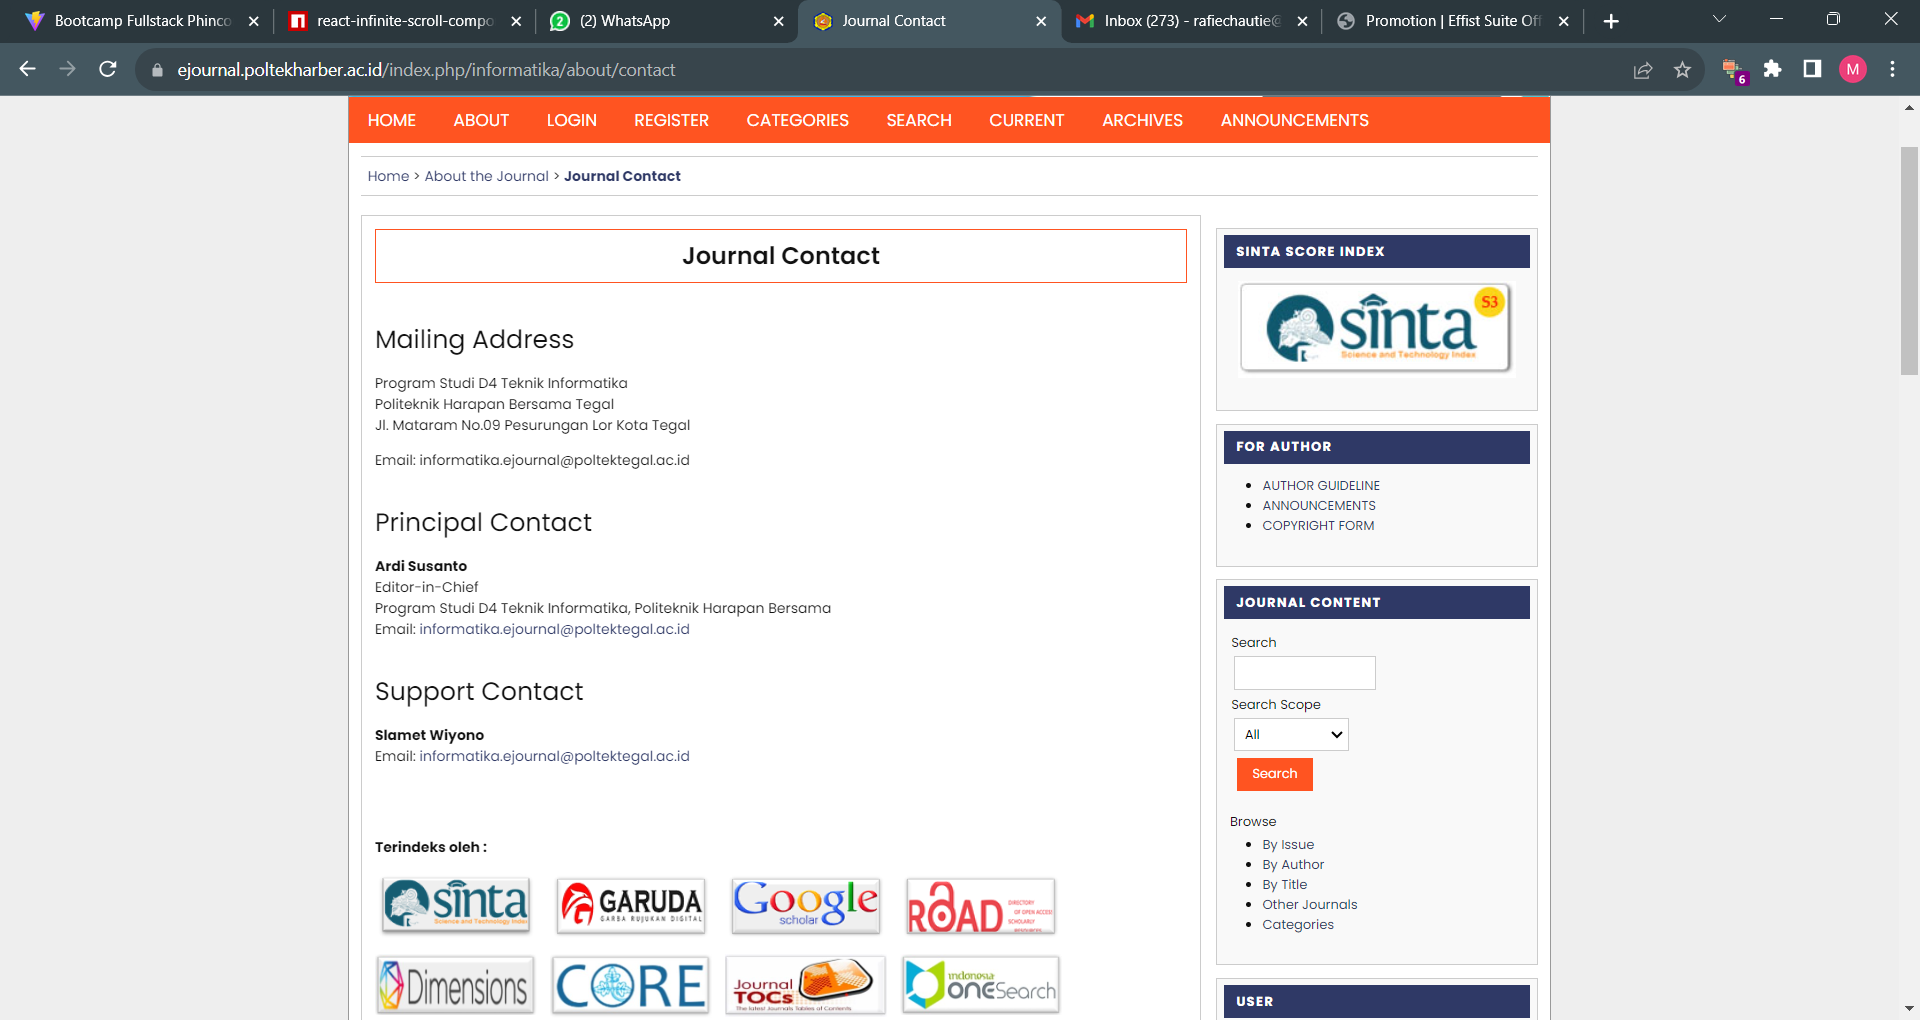 Bootcamp Fullstack Phinco
react-infinite-scroll-compo
(2) WhatsApp
Journal Contact
Inbox (273) - rafiechautie@
Promotion | Effist Suite Off
ejournal.poltekharber.ac.id/index.php/informatika/about/contact
6
M
HOME ABOUT LOGIN REGISTER CATEGORIES SEARCH CURRENT ARCHIVES ANNOUNCEMENTS
Home > About the Journal > Journal Contact
Journal Contact
Mailing Address
Program Studi D4 Teknik Informatika
Politeknik Harapan Bersama Tegal
Jl. Mataram No.09 Pesurungan Lor Kota Tegal
Email: informatika.ejournal@poltektegal.ac.id
Principal Contact
Ardi Susanto
Editor-in-Chief
Program Studi D4 Teknik Informatika, Politeknik Harapan Bersama
Email: informatika.ejournal@poltektegal.ac.id
Support Contact
Slamet Wiyono
Email: informatika.ejournal@poltektegal.ac.id
Terindeks oleh :
sinta
Science and Technology Index
GARUDA
GARBA RUJUKAN DIGITAL
Google
scholar
ROAD
DIRECTORY
OF OPEN ACCESS
SCHOLARLY
RESOURCES
Dimensions
CORE
Journal
TOCs
The latest Journals Tables of Contents
indonesia
oneSearch
SINTA SCORE INDEX
S3
sinta
Science and Technology Index
FOR AUTHOR
AUTHOR GUIDELINE
ANNOUNCEMENTS
COPYRIGHT FORM
JOURNAL CONTENT
Search
Search Scope
All
Search
Browse
By Issue
By Author
By Title
Other Journals
Categories
USER